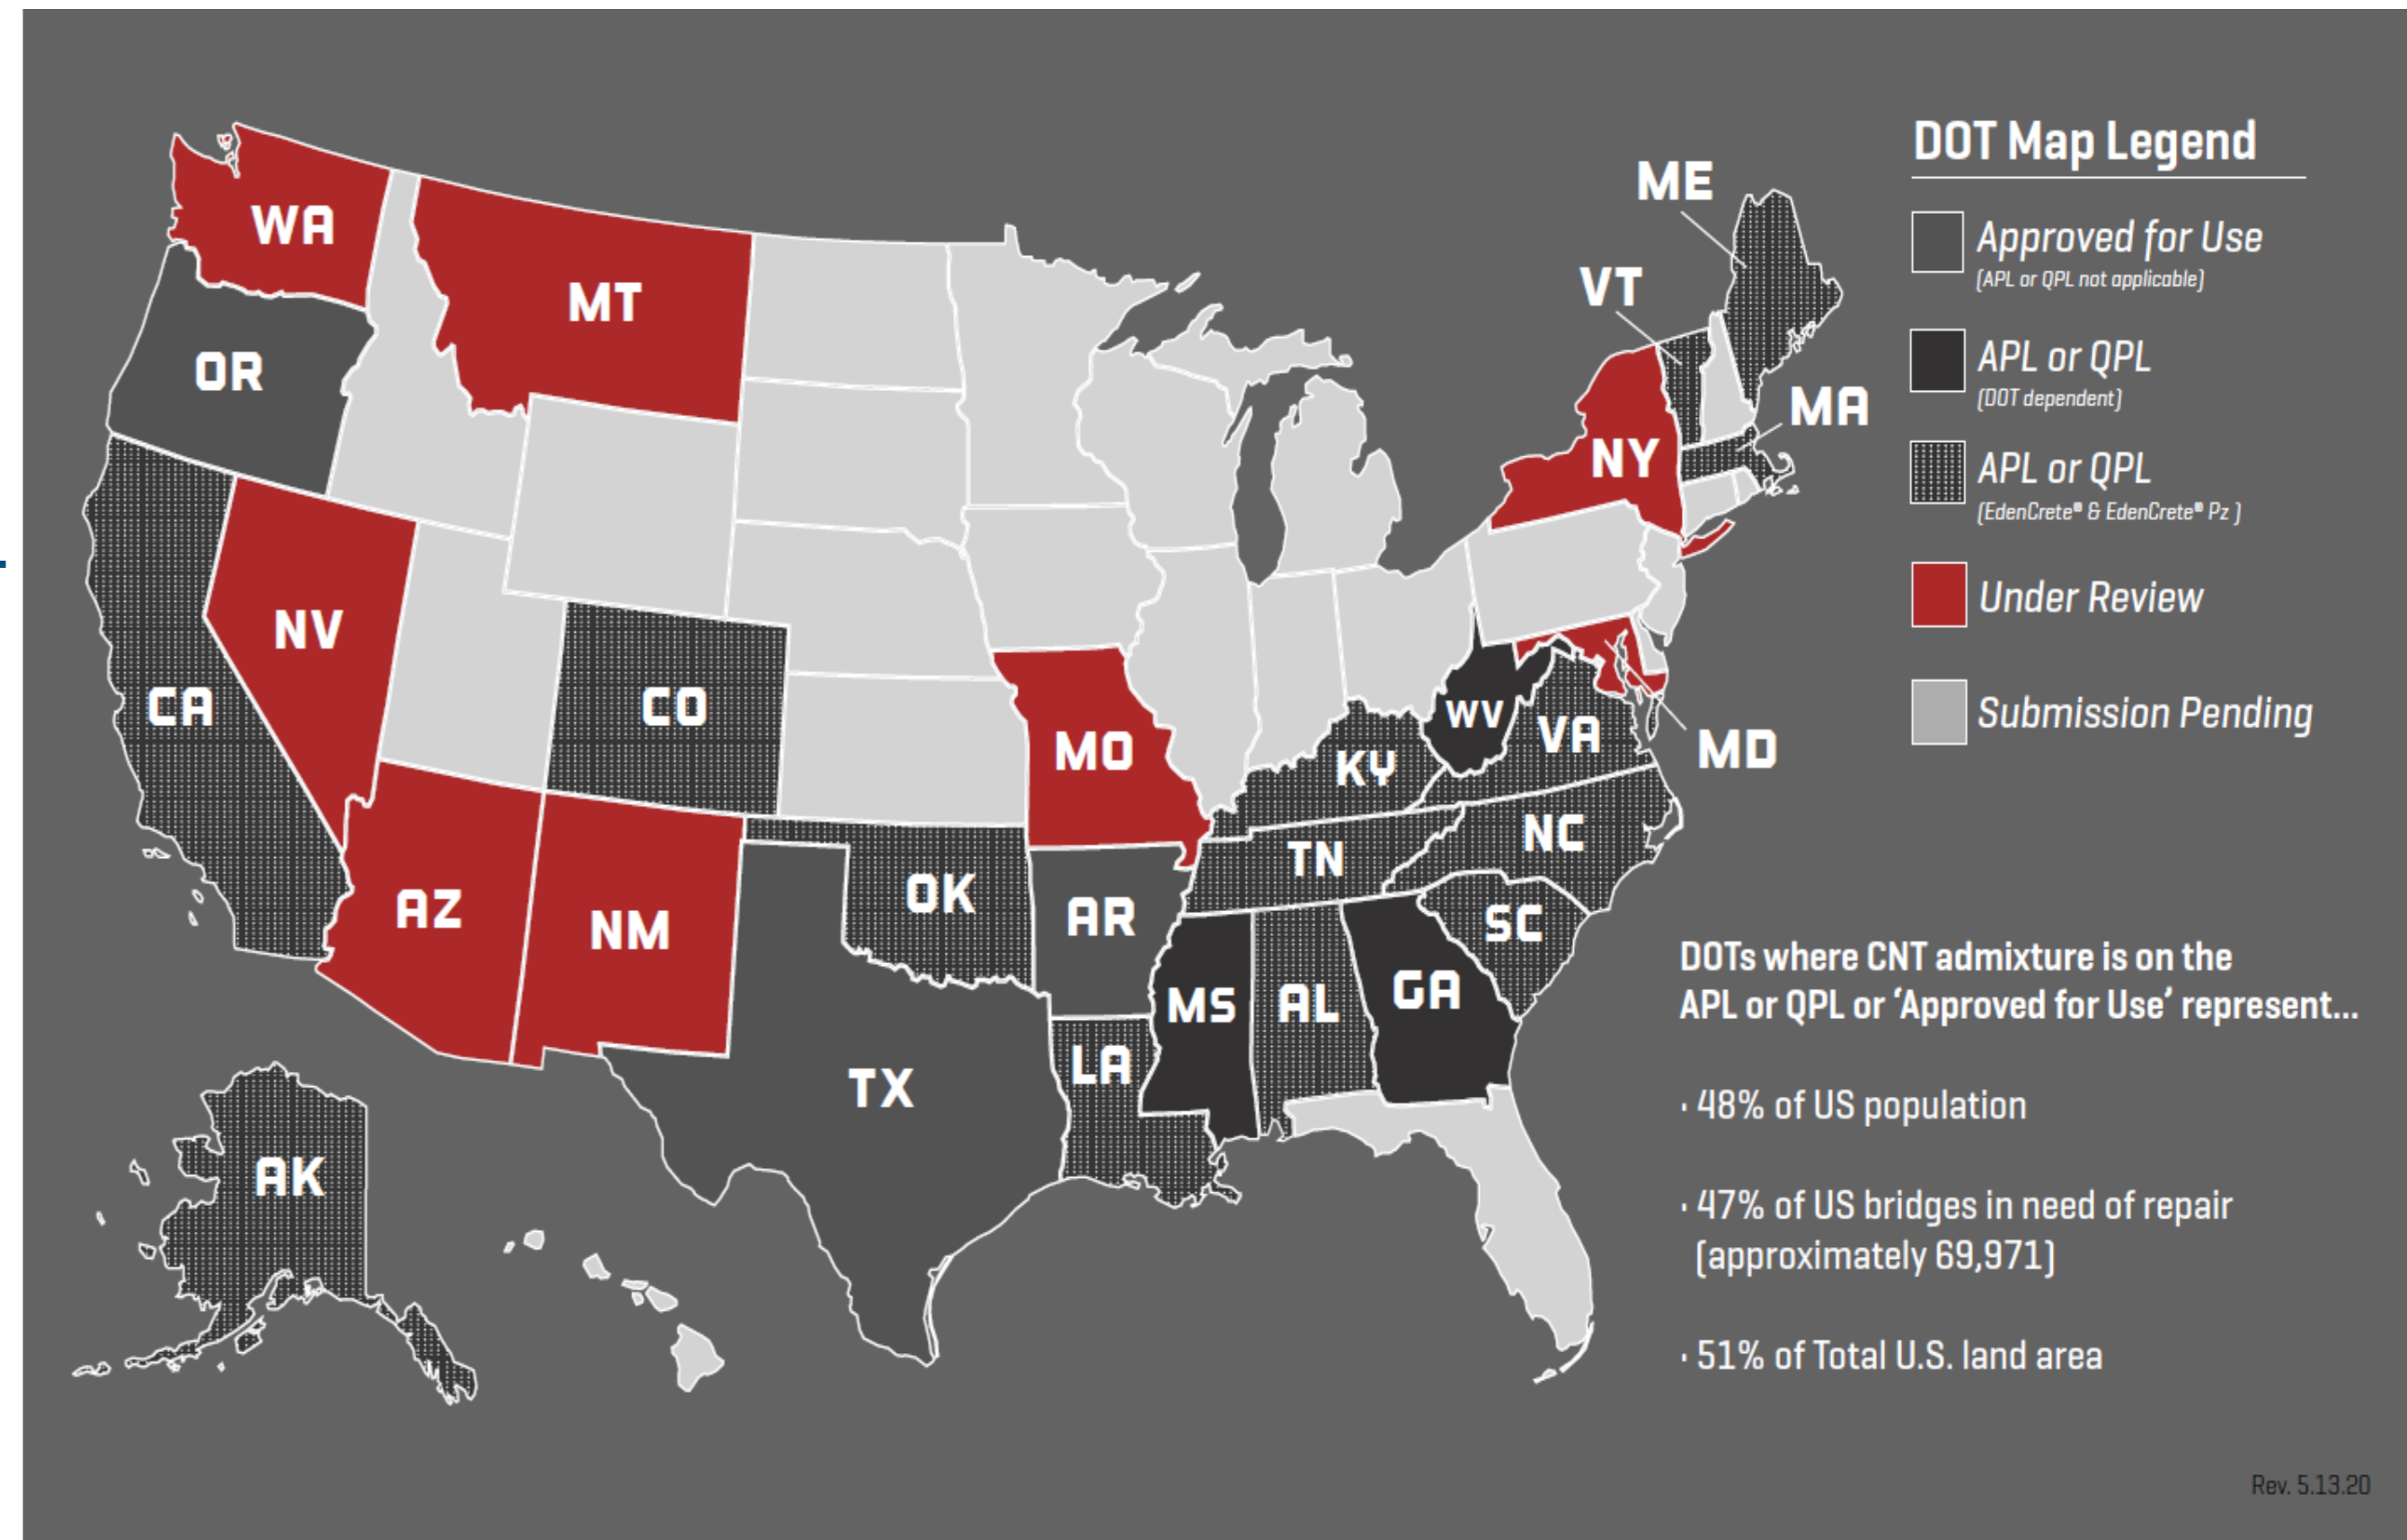 DOT Map Legend
Approved for Use
(APL or QPL not applicable)
APL or QPL
(DOT dependent)
APL or QPL
(EdenCrete® & EdenCrete® Pz )
Under Review
Submission Pending
ME
VT
MA
NY
MD
WA
MT
OR
NV
CA
CO
MO
WV
VA
KY
NC
TN
SC
AZ
NM
OK
AR
MS
AL
GA
LA
TX
AK
DOTs where CNT admixture is on the
APL or QPL or ‘Approved for Use’ represent...
· 48% of US population
· 47% of US bridges in need of repair
(approximately 69,971)
· 51% of Total U.S. land area
Rev. 5.13.20